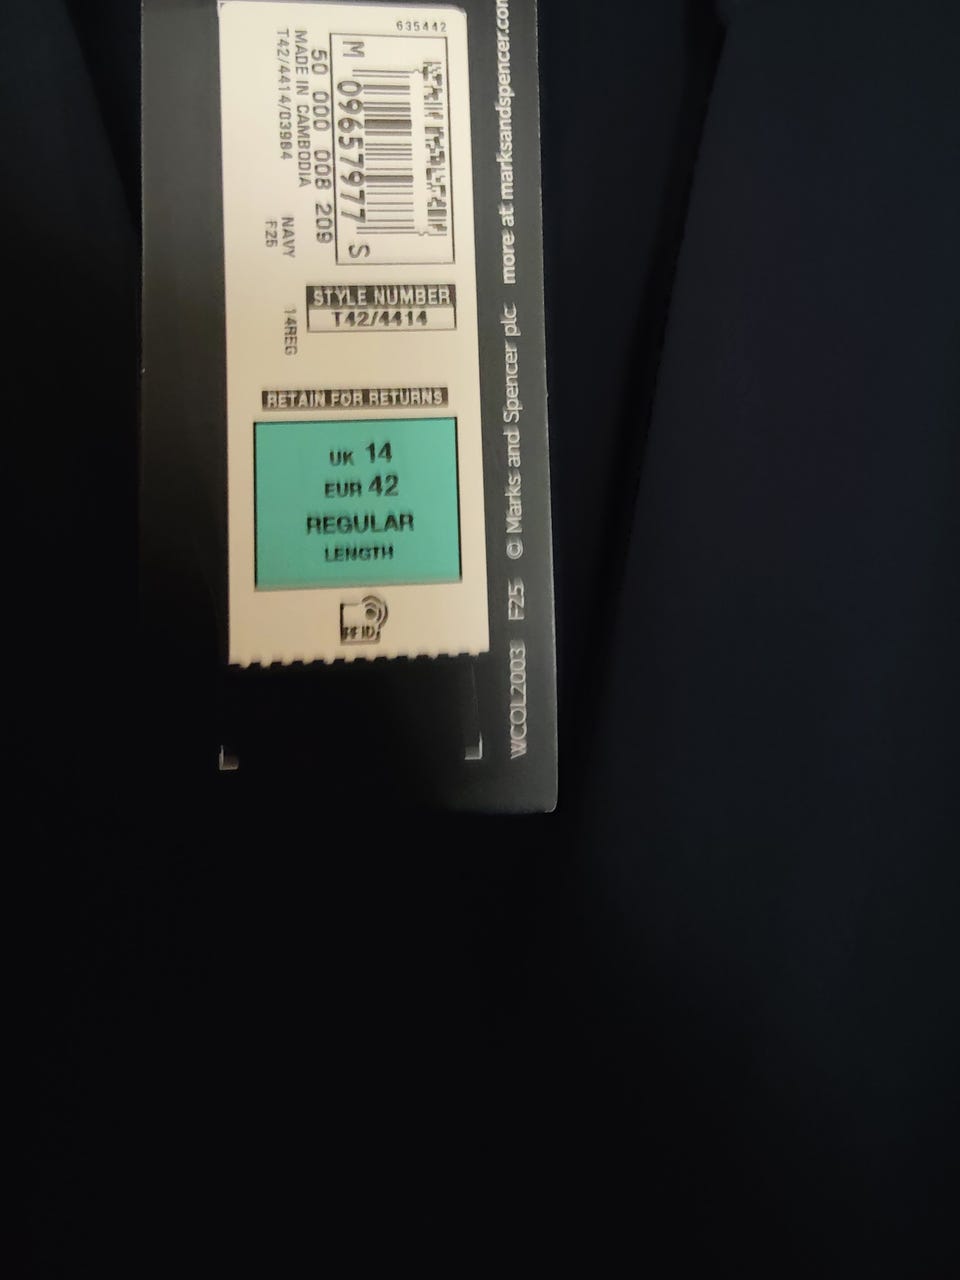 635442
M 09657977 S
50 000 008 209
MADE IN CAMBODIA
T42/4414/03984
NAVY
F25
14REG
STYLE NUMBER
T42/4414
RETAIN FOR RETURNS
UK 14
EUR 42
REGULAR
LENGTH
RFID
WCOL2003 F25 © Marks and Spencer plc more at marksandspencer.com